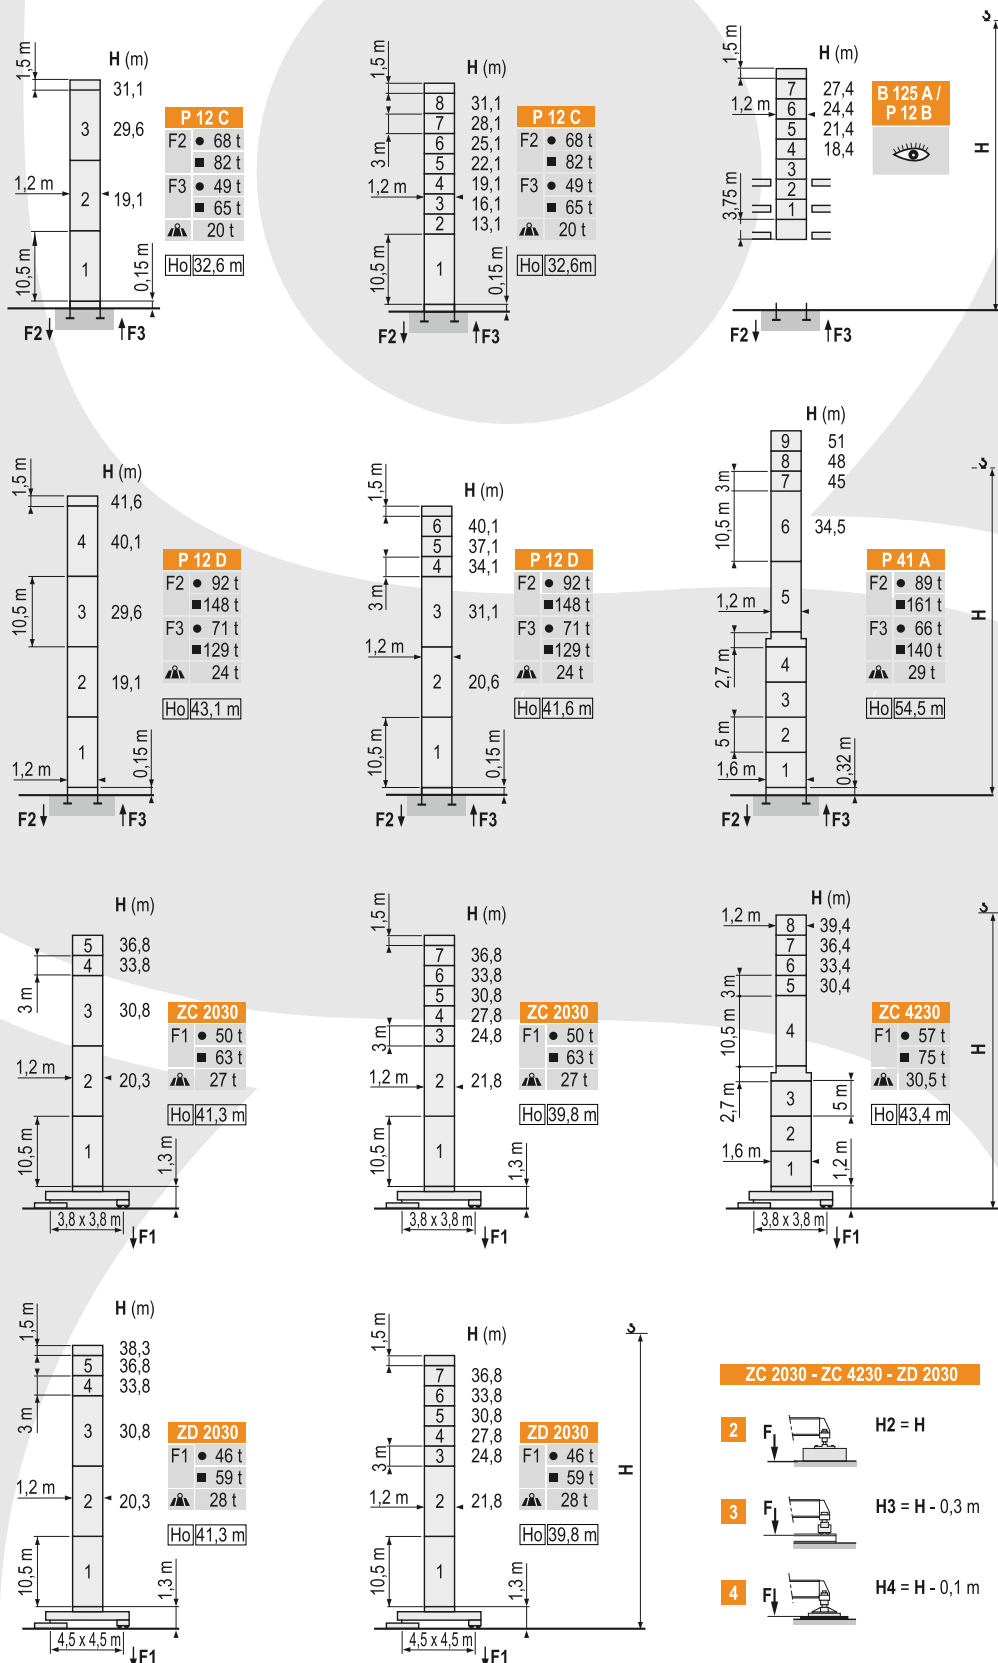 H (m)
1,5 m
31,1
3
29,6
1,2 m
2
19,1
10,5 m
1
0,15 m
F2
F3
P 12 C
F2 ● 68 t
■ 82 t
F3 ● 49 t
■ 65 t
20 t
Ho 32,6 m
H (m)
1,5 m
8 31,1
7 28,1
3 m
6 25,1
5 22,1
1,2 m
4 19,1
3 16,1
2 13,1
10,5 m
1
0,15 m
F2
F3
P 12 C
F2 ● 68 t
■ 82 t
F3 ● 49 t
■ 65 t
20 t
Ho 32,6m
H (m)
1,5 m
7 27,4
1,2 m
6 24,4
5 21,4
4 18,4
3
2
3,75 m
1
F2
F3
B 125 A /
P 12 B
H
H (m)
1,5 m
41,6
4 40,1
10,5 m
3 29,6
2 19,1
1
1,2 m
0,15 m
F2
F3
P 12 D
F2 ● 92 t
■ 148 t
F3 ● 71 t
■ 129 t
24 t
Ho 43,1 m
H (m)
1,5 m
6 40,1
5 37,1
4 34,1
3 m
3 31,1
1,2 m
2 20,6
10,5 m
1
0,15 m
F2
F3
P 12 D
F2 ● 92 t
■ 148 t
F3 ● 71 t
■ 129 t
24 t
Ho 41,6 m
H (m)
9 51
8 48
3 m
7 45
10,5 m
6 34,5
1,2 m
5
2,7 m
4
3
5 m
2
1,6 m
1
0,32 m
F2
F3
P 41 A
F2 ● 89 t
■ 161 t
F3 ● 66 t
■ 140 t
29 t
Ho 54,5 m
H
H (m)
5 36,8
4 33,8
3 m
3 30,8
1,2 m
2 20,3
10,5 m
1
1,3 m
3,8 x 3,8 m
F1
ZC 2030
F1 ● 50 t
■ 63 t
27 t
Ho 41,3 m
H (m)
1,5 m
7 36,8
6 33,8
5 30,8
4 27,8
3 m
3 24,8
1,2 m
2 21,8
10,5 m
1
1,3 m
3,8 x 3,8 m
F1
ZC 2030
F1 ● 50 t
■ 63 t
27 t
Ho 39,8 m
H (m)
1,2 m
8 39,4
7 36,4
6 33,4
3 m
5 30,4
10,5 m
4
2,7 m
3
5 m
2
1,6 m
1
1,2 m
3,8 x 3,8 m
F1
ZC 4230
F1 ● 57 t
■ 75 t
30,5 t
Ho 43,4 m
H
H (m)
1,5 m
38,3
5 36,8
4 33,8
3 m
3 30,8
1,2 m
2 20,3
10,5 m
1
1,3 m
4,5 x 4,5 m
F1
ZD 2030
F1 ● 46 t
■ 59 t
28 t
Ho 41,3 m
H (m)
1,5 m
7 36,8
6 33,8
5 30,8
4 27,8
3 m
3 24,8
1,2 m
2 21,8
10,5 m
1
1,3 m
4,5 x 4,5 m
F1
ZD 2030
F1 ● 46 t
■ 59 t
28 t
Ho 39,8 m
H
ZC 2030 - ZC 4230 - ZD 2030
2 F H2 = H
3 F H3 = H - 0,3 m
4 F H4 = H - 0,1 m